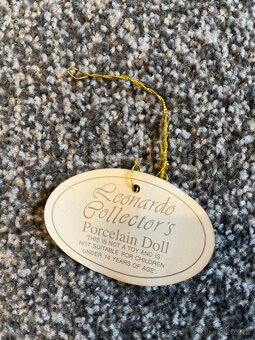 Leonardo
Collector's
Porcelain Doll
THIS IS NOT A TOY AND IS
NOT SUITABLE FOR CHILDREN
UNDER 14 YEARS OF AGE.